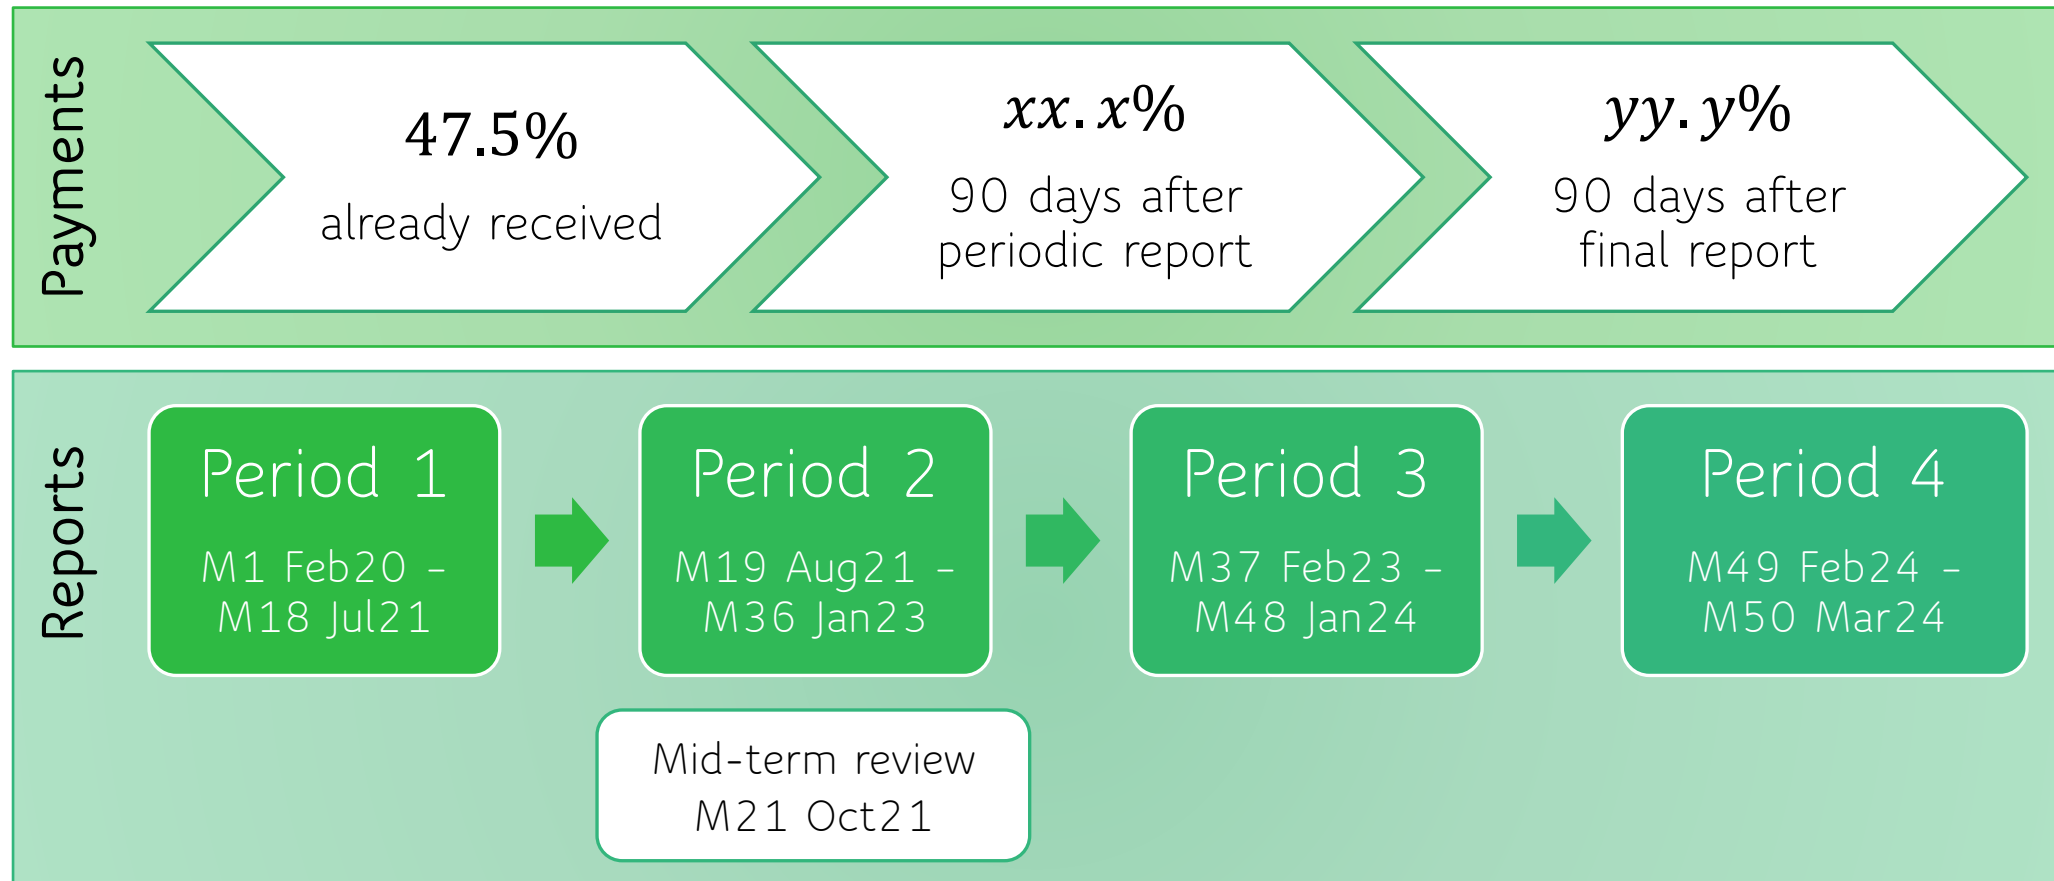 Payments
47.5%
already received
xx.x%
90 days after
periodic report
yy.y%
90 days after
final report
Reports
Period 1
M1 Feb20 –
M18 Jul21
Period 2
M19 Aug21 –
M36 Jan23
Period 3
M37 Feb23 –
M48 Jan24
Period 4
M49 Feb24 –
M50 Mar24
Mid-term review
M21 Oct21